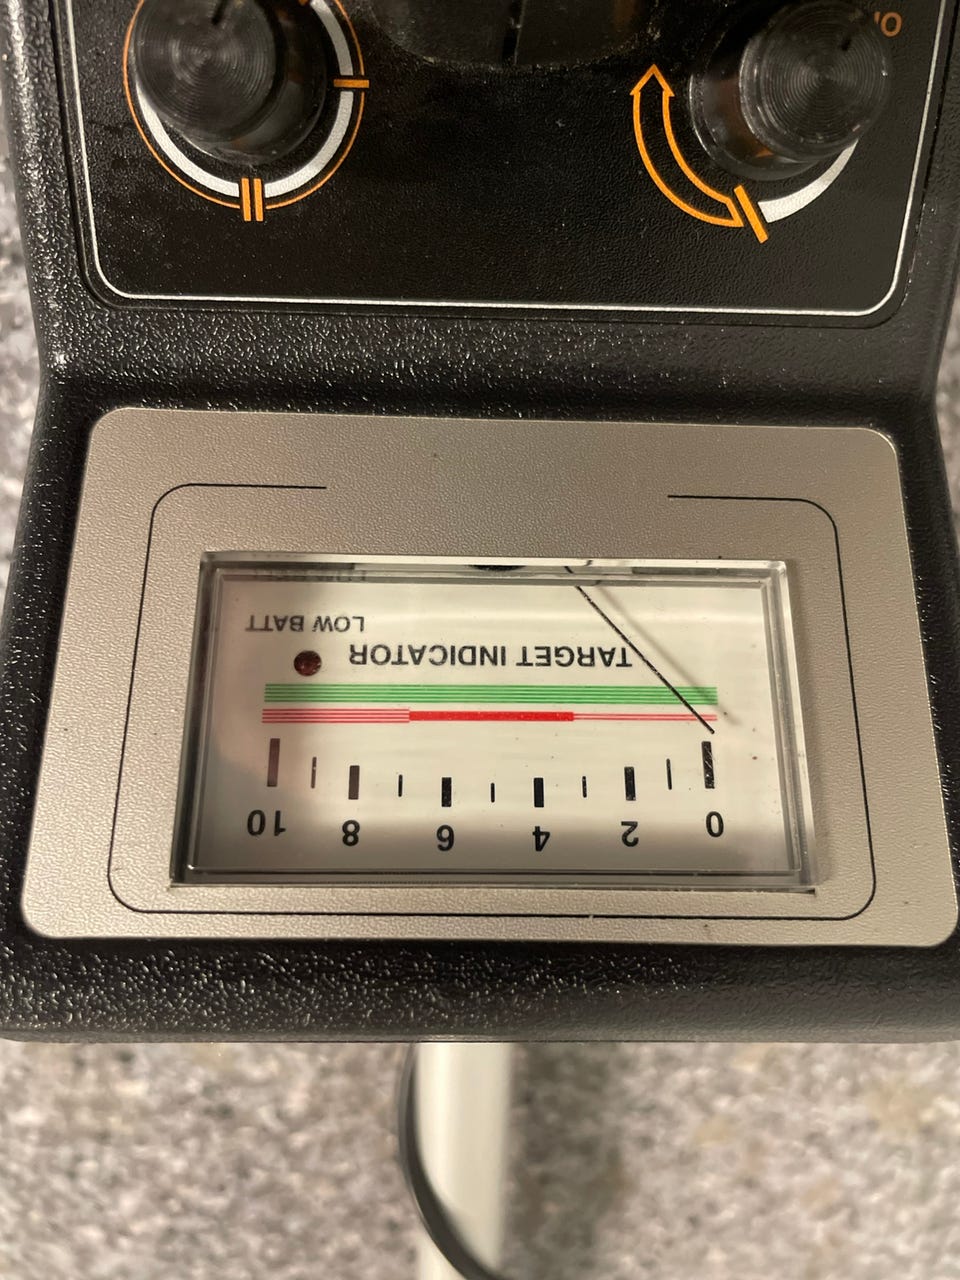 0 2 4 6 8 10
TARGET INDICATOR
LOW BATT